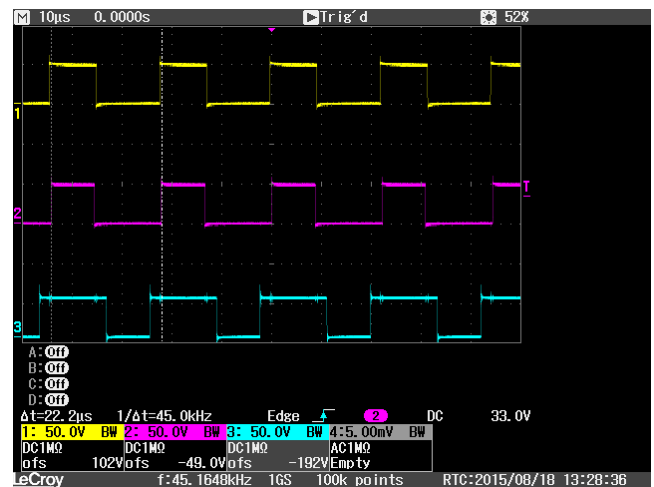 M 10µs 0.0000s Trig'd 52%
1
T
2
3
A:Off
B:Off
C:Off
D:Off
Δt=22.2µs 1/Δt=45.0kHz Edge 2 DC 33.0V
1: 50.0V BW 2: 50.0V BW 3: 50.0V BW 4:5.00mV BW
DC1MΩ DC1MΩ DC1MΩ AC1MΩ
ofs 102V ofs -49.0V ofs -192V Empty
LeCroy f:45.1648kHz 1GS 100k points RTC:2015/08/18 13:28:36